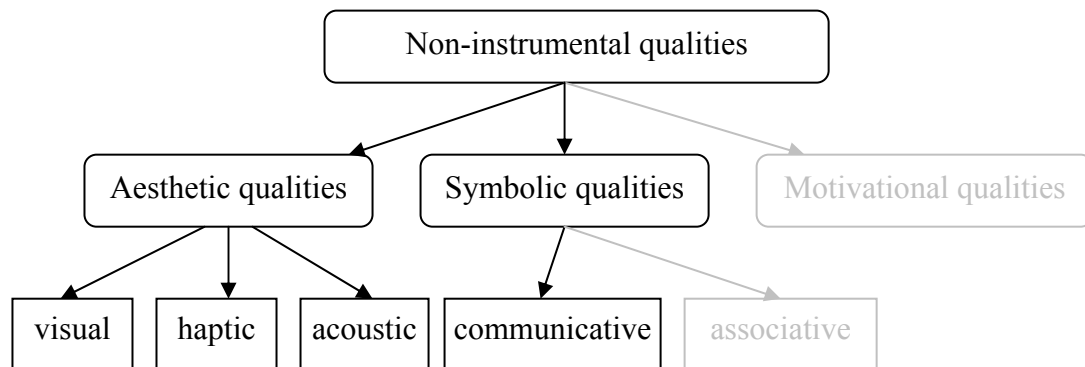 Non-instrumental qualities
Aesthetic qualities
Symbolic qualities
Motivational qualities
visual
haptic
acoustic
communicative
associative